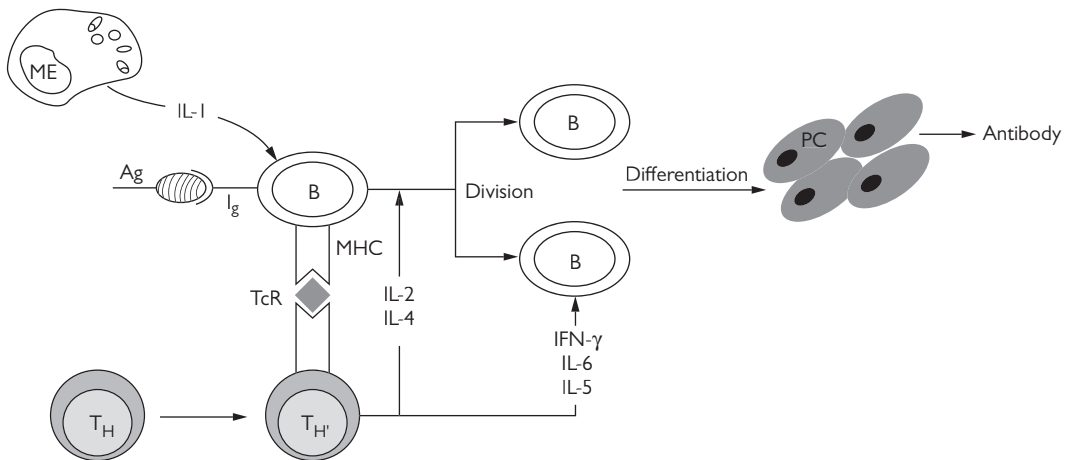 ME
IL-1
Ag
Ig
B
MHC
TcR
TH
TH'
IL-2
IL-4
Division
B
B
IFN-γ
IL-6
IL-5
Differentiation
PC
Antibody